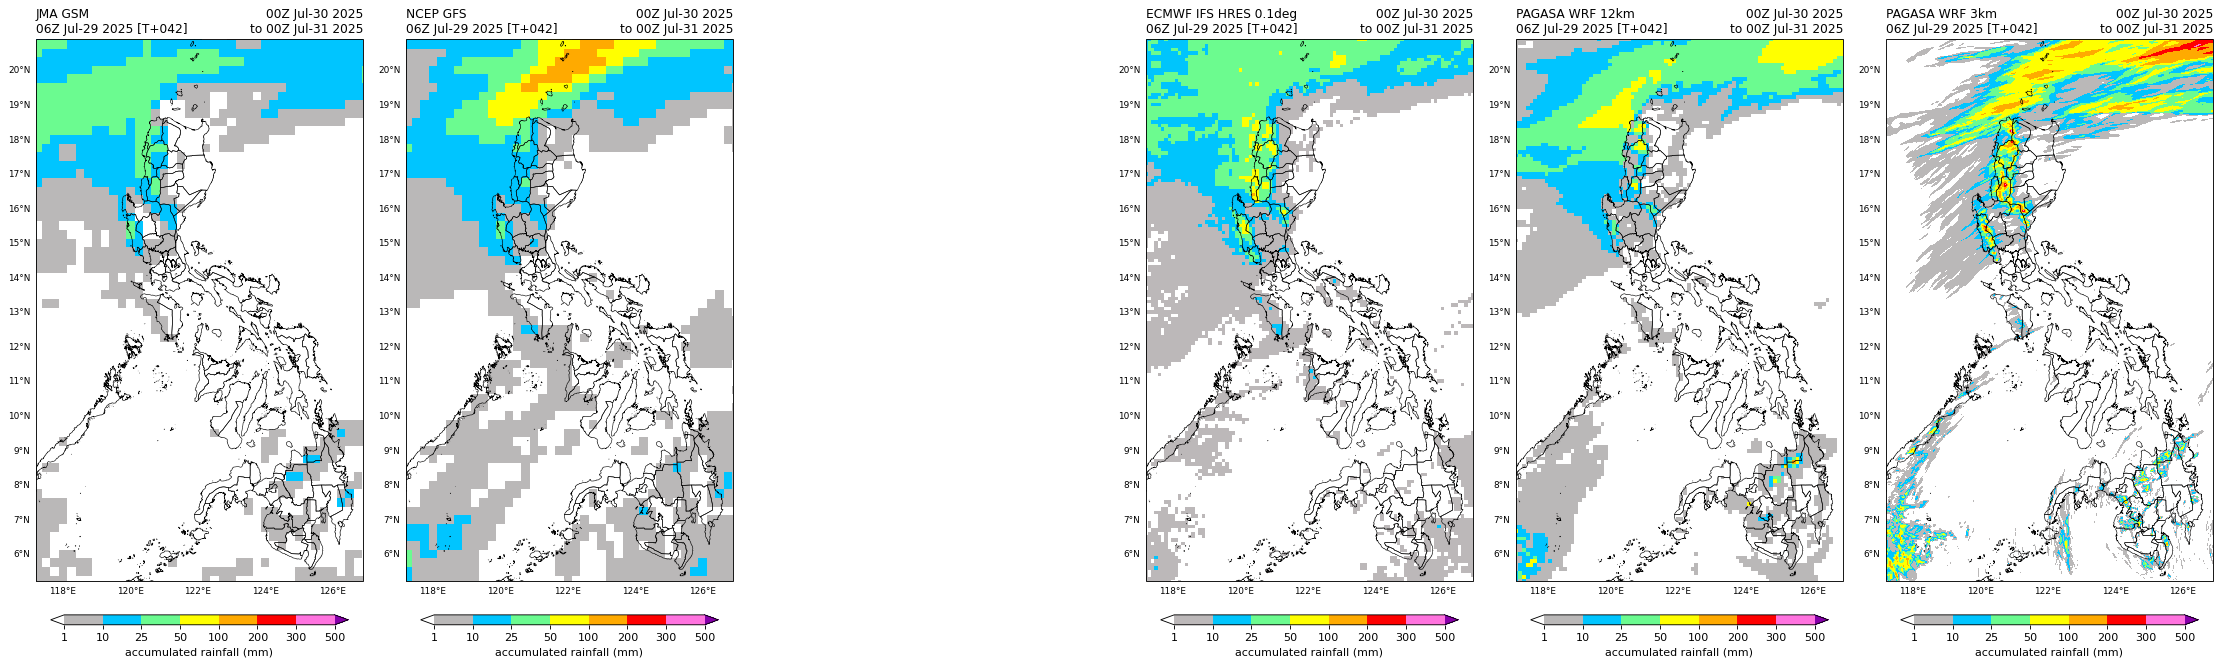 JMA GSM 00Z Jul-30 2025
06Z Jul-29 2025 [T+042] to 00Z Jul-31 2025
20°N
19°N
18°N
17°N
16°N
15°N
14°N
13°N
12°N
11°N
10°N
9°N
8°N
7°N
6°N
118°E 120°E 122°E 124°E 126°E
1 10 25 50 100 200 300 500
accumulated rainfall (mm)
NCEP GFS 00Z Jul-30 2025
06Z Jul-29 2025 [T+042] to 00Z Jul-31 2025
20°N
19°N
18°N
17°N
16°N
15°N
14°N
13°N
12°N
11°N
10°N
9°N
8°N
7°N
6°N
118°E 120°E 122°E 124°E 126°E
1 10 25 50 100 200 300 500
accumulated rainfall (mm)
ECMWF IFS HRES 0.1deg 00Z Jul-30 2025
06Z Jul-29 2025 [T+042] to 00Z Jul-31 2025
20°N
19°N
18°N
17°N
16°N
15°N
14°N
13°N
12°N
11°N
10°N
9°N
8°N
7°N
6°N
118°E 120°E 122°E 124°E 126°E
1 10 25 50 100 200 300 500
accumulated rainfall (mm)
PAGASA WRF 12km 00Z Jul-30 2025
06Z Jul-29 2025 [T+042] to 00Z Jul-31 2025
20°N
19°N
18°N
17°N
16°N
15°N
14°N
13°N
12°N
11°N
10°N
9°N
8°N
7°N
6°N
118°E 120°E 122°E 124°E 126°E
1 10 25 50 100 200 300 500
accumulated rainfall (mm)
PAGASA WRF 3km 00Z Jul-30 2025
06Z Jul-29 2025 [T+042] to 00Z Jul-31 2025
20°N
19°N
18°N
17°N
16°N
15°N
14°N
13°N
12°N
11°N
10°N
9°N
8°N
7°N
6°N
118°E 120°E 122°E 124°E 126°E
1 10 25 50 100 200 300 500
accumulated rainfall (mm)